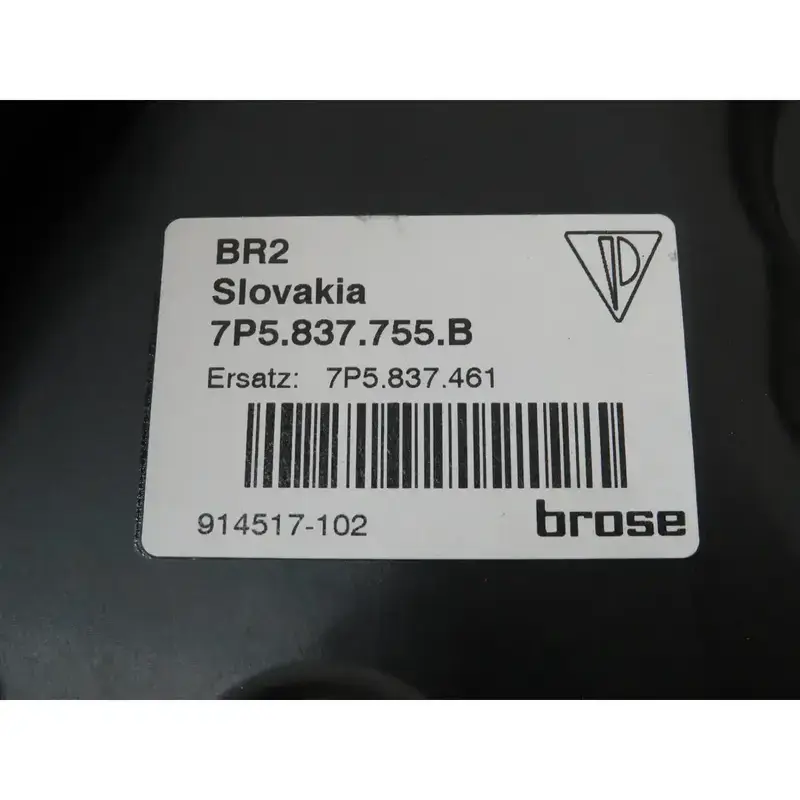 BR2
Slovakia
7P5.837.755.B
Ersatz: 7P5.837.461
914517-102
brose